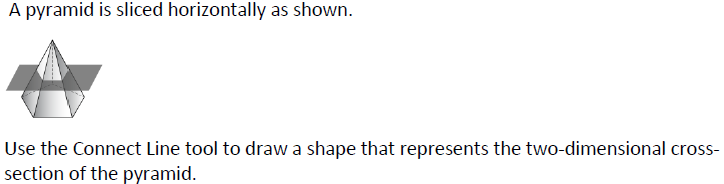 A pyramid is sliced horizontally as shown.
Use the Connect Line tool to draw a shape that represents the two-dimensional cross-
section of the pyramid.